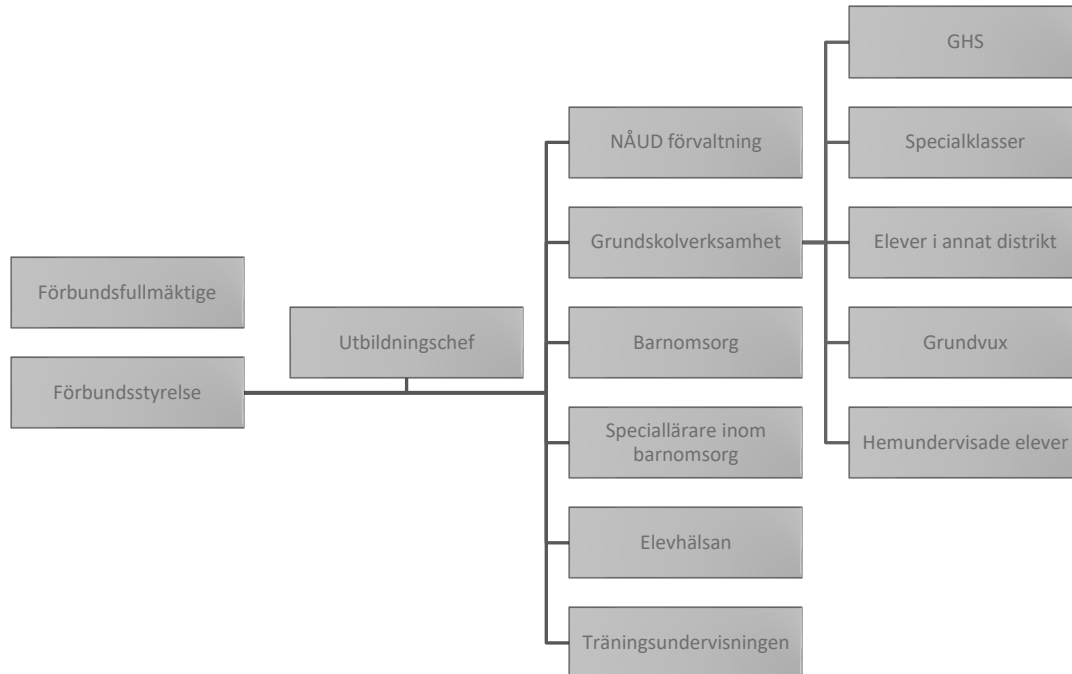 Förbundsfullmäktige
Förbundsstyrelse
Utbildningschef
NÅUD förvaltning
Grundskolverksamhet
Barnomsorg
Speciallärare inom
barnomsorg
Elevhälsan
Träningsundervisningen
GHS
Specialklasser
Elever i annat distrikt
Grundvux
Hemundervisade elever